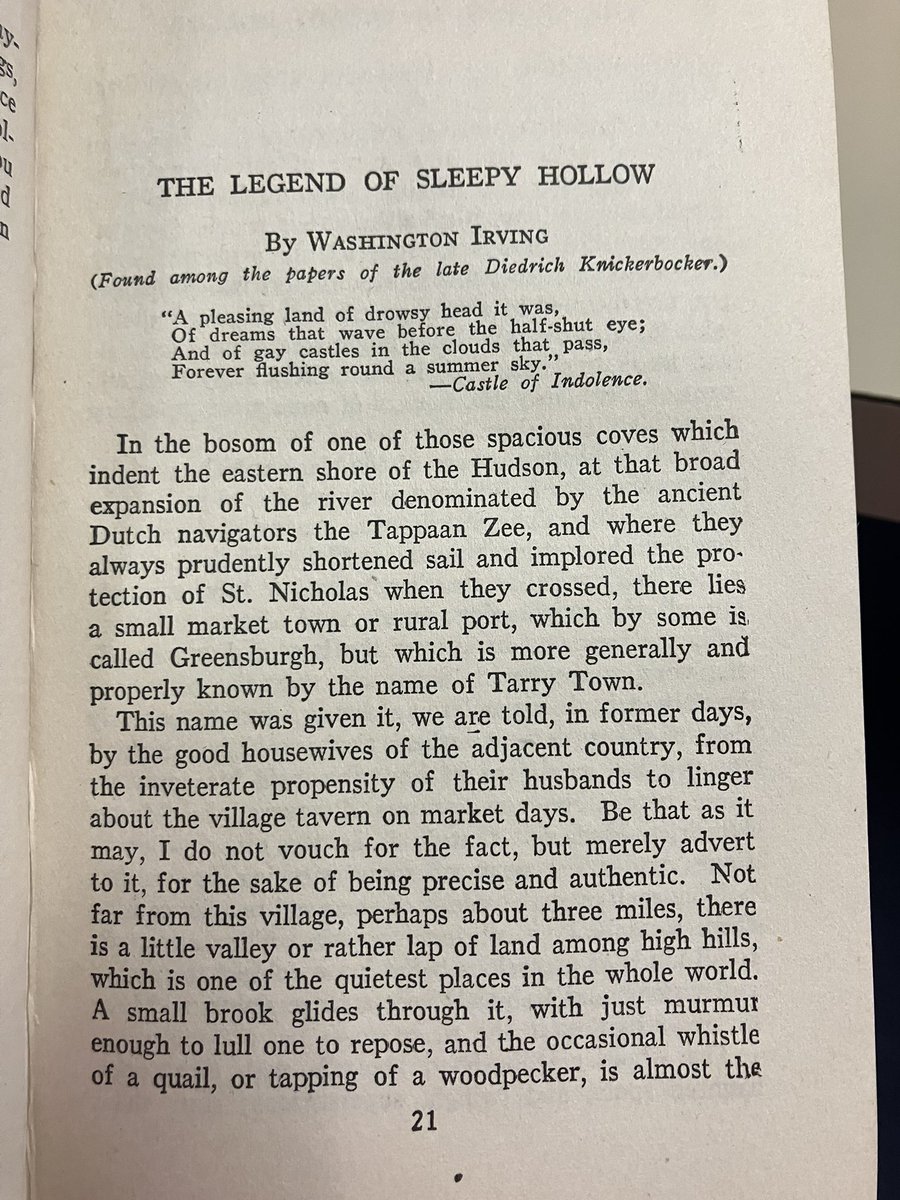 THE LEGEND OF SLEEPY HOLLOW
By Washington Irving
(Found among the papers of the late Diedrich Knickerbocker.)
“A pleasing land of drowsy head it was,
Of dreams that wave before the half-shut eye;
And of gay castles in the clouds that pass,
Forever flushing round a summer sky.”
—Castle of Indolence.
In the bosom of one of those spacious coves which
indent the eastern shore of the Hudson, at that broad
expansion of the river denominated by the ancient
Dutch navigators the Tappaan Zee, and where they
always prudently shortened sail and implored the pro-
tection of St. Nicholas when they crossed, there lies
a small market town or rural port, which by some is
called Greensburgh, but which is more generally and
properly known by the name of Tarry Town.
This name was given it, we are told, in former days,
by the good housewives of the adjacent country, from
the inveterate propensity of their husbands to linger
about the village tavern on market days. Be that as it
may, I do not vouch for the fact, but merely advert
to it, for the sake of being precise and authentic. Not
far from this village, perhaps about three miles, there
is a little valley or rather lap of land among high hills,
which is one of the quietest places in the whole world.
A small brook glides through it, with just murmur
enough to lull one to repose, and the occasional whistle
of a quail, or tapping of a woodpecker, is almost the
21